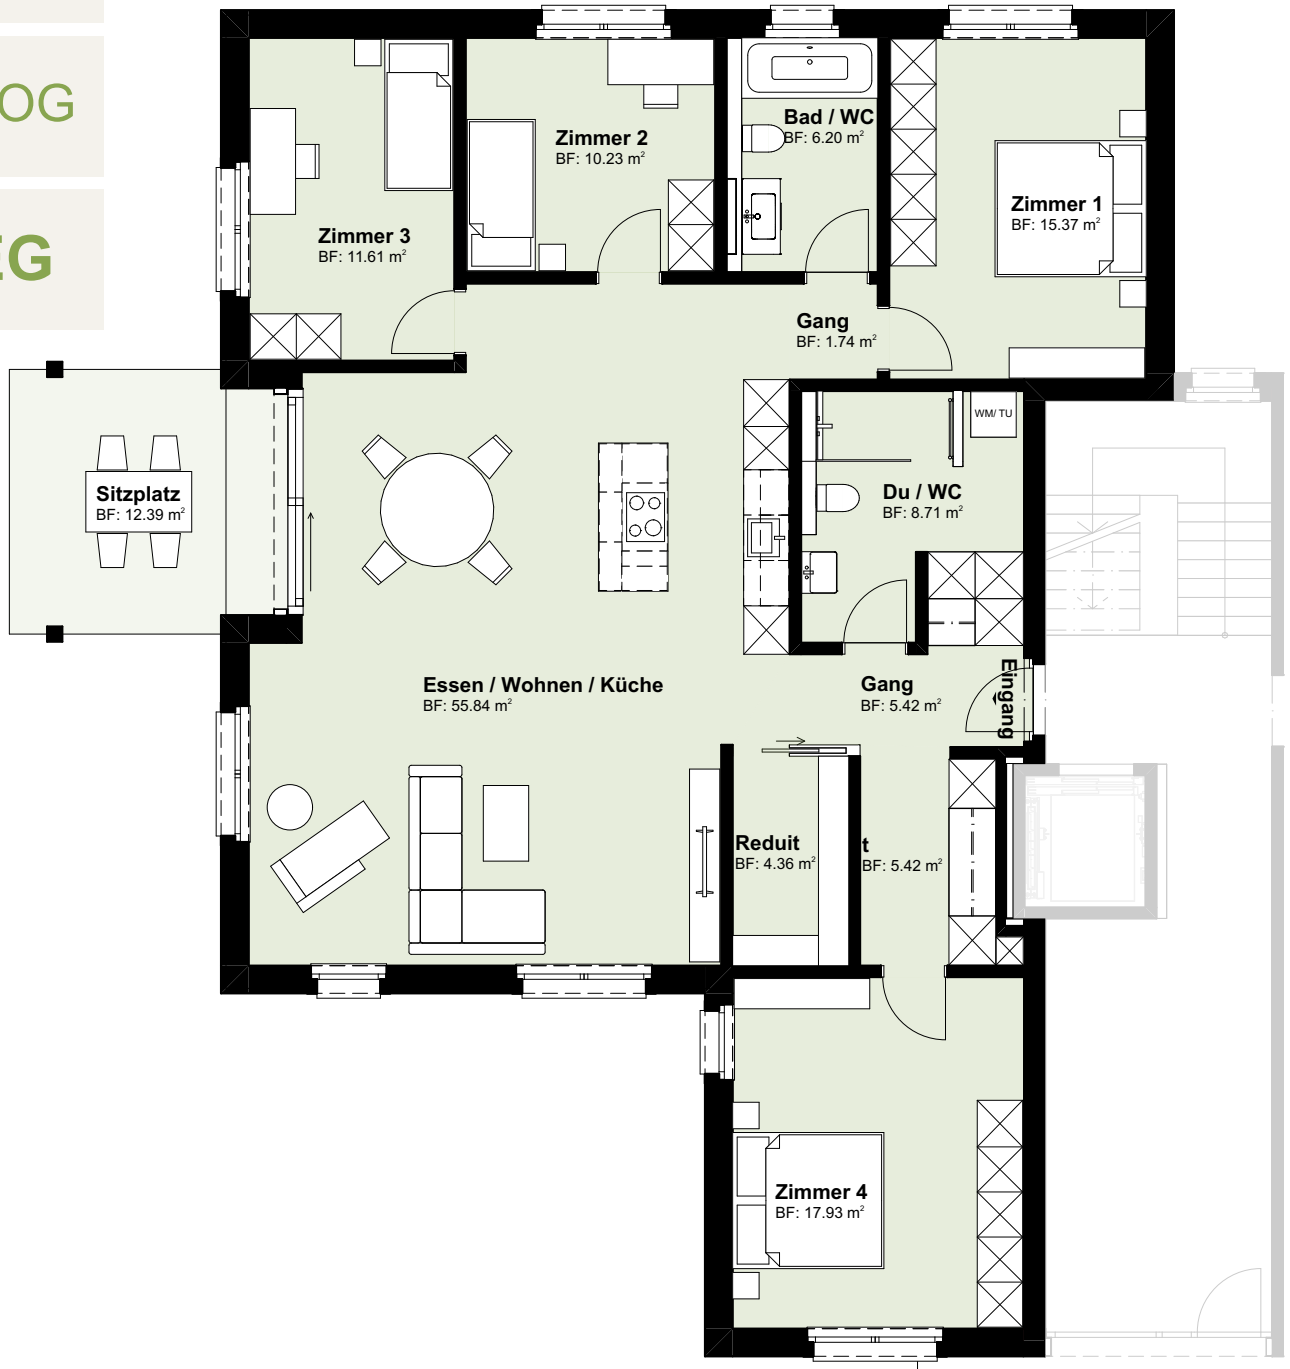 OG
EG
Zimmer 3
BF: 11.61 m²
Zimmer 2
BF: 10.23 m²
Bad / WC
BF: 6.20 m²
Zimmer 1
BF: 15.37 m²
Gang
BF: 1.74 m²
WM/ TU
Du / WC
BF: 8.71 m²
Sitzplatz
BF: 12.39 m²
Essen / Wohnen / Küche
BF: 55.84 m²
Gang
BF: 5.42 m²
Eingang
Reduit
BF: 4.36 m²
t
BF: 5.42 m²
Zimmer 4
BF: 17.93 m²